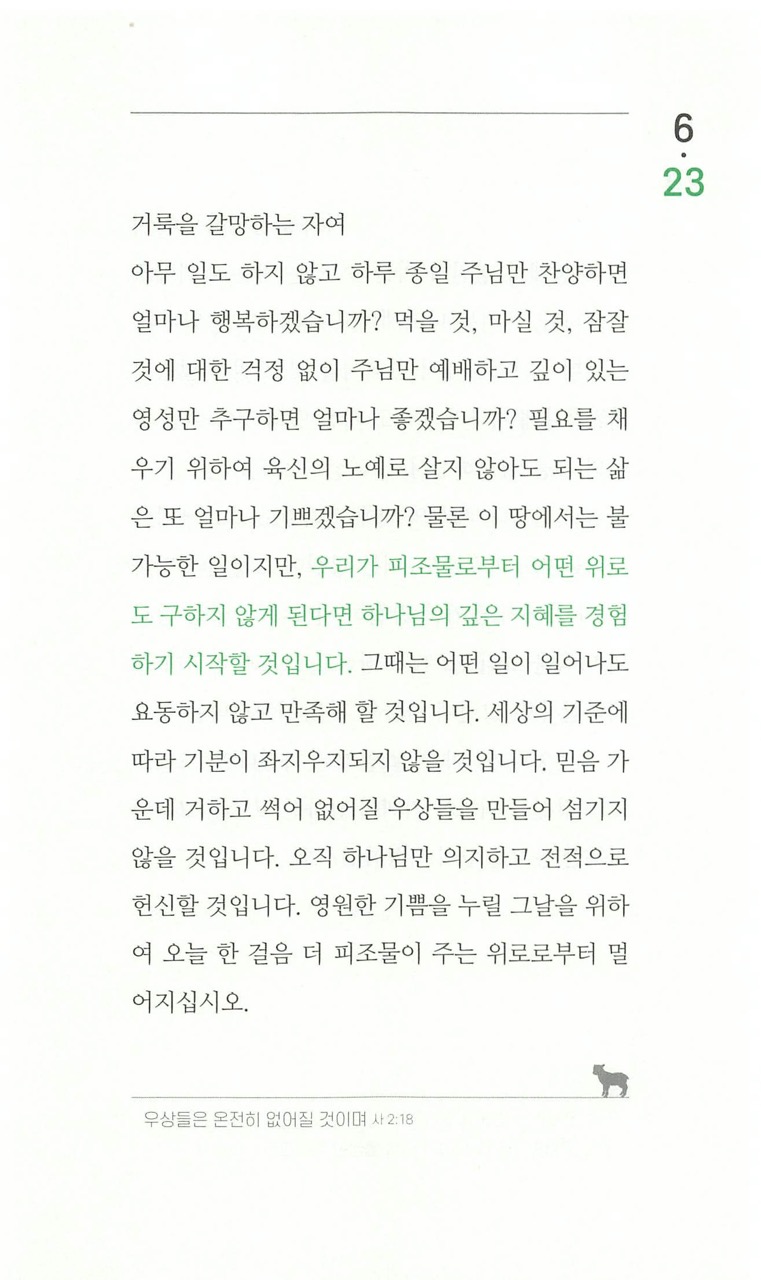 6
·
23
거룩을 갈망하는 자여
아무 일도 하지 않고 하루 종일 주님만 찬양하면
얼마나 행복하겠습니까? 먹을 것, 마실 것, 잠잘
것에 대한 걱정 없이 주님만 예배하고 깊이 있는
영성만 추구하면 얼마나 좋겠습니까? 필요를 채
우기 위하여 육신의 노예로 살지 않아도 되는 삶
은 또 얼마나 기쁘겠습니까? 물론 이 땅에서는 불
가능한 일이지만, 우리가 피조물로부터 어떤 위로
도 구하지 않게 된다면 하나님의 깊은 지혜를 경험
하기 시작할 것입니다. 그때는 어떤 일이 일어나도
요동하지 않고 만족해 할 것입니다. 세상의 기준에
따라 기분이 좌지우지되지 않을 것입니다. 믿음 가
운데 거하고 썩어 없어질 우상들을 만들어 섬기지
않을 것입니다. 오직 하나님만 의지하고 전적으로
헌신할 것입니다. 영원한 기쁨을 누릴 그날을 위하
여 오늘 한 걸음 더 피조물이 주는 위로로부터 멀
어지십시오.
우상들은 온전히 없어질 것이며 사 2:18